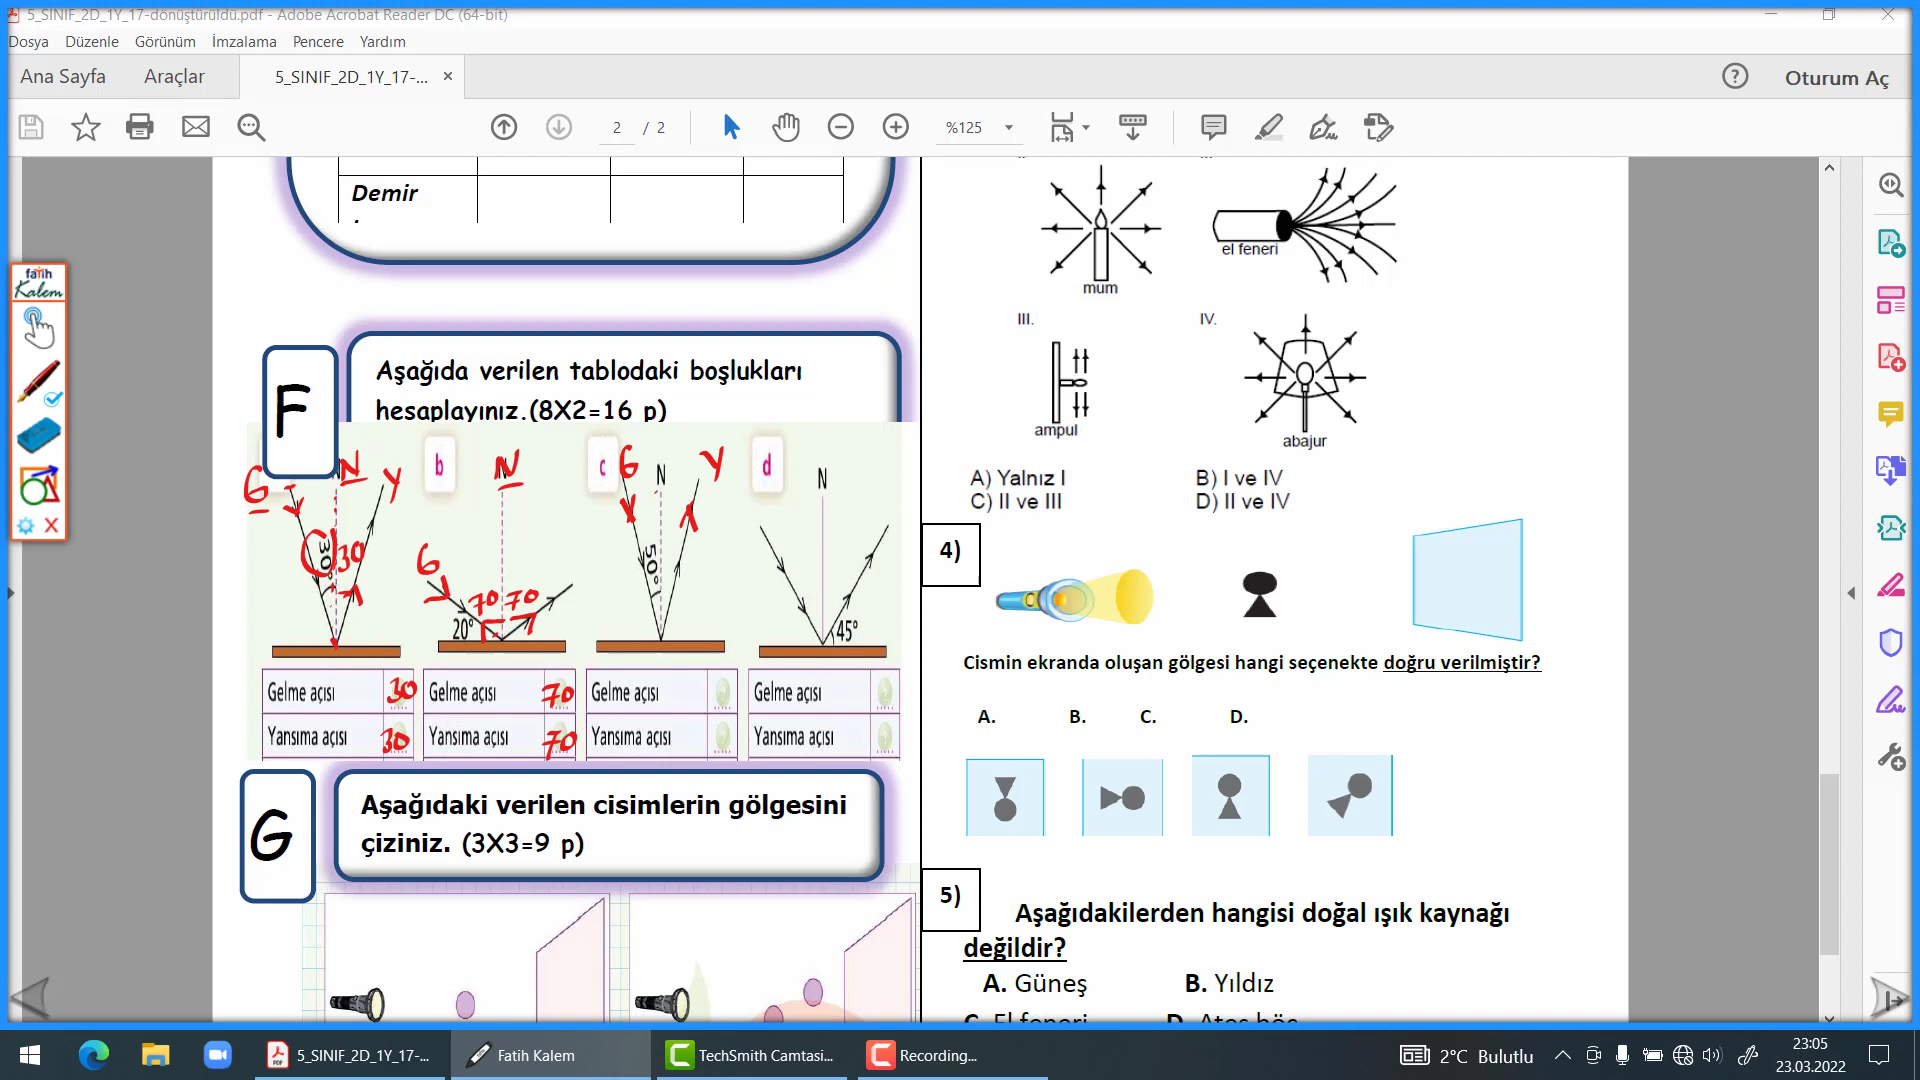 5_SINIF_2D_1Y_17-dönüştürüldü.pdf - Adobe Acrobat Reader DC (64-bit)
Dosya Düzenle Görünüm İmzalama Pencere Yardım
Ana Sayfa Araçlar 5_SINIF_2D_1Y_17-... Oturum Aç
2 / 2 %125
Demir
fatih
Kalem
F
Aşağıda verilen tablodaki boşlukları
hesaplayınız.(8X2=16 p)
G N Y b N c G N Y d N
30° 30
G 70 70 20°
50°
45°
Gelme açısı 30 Gelme açısı 70 Gelme açısı Gelme açısı
Yansıma açısı 30 Yansıma açısı 70 Yansıma açısı Yansıma açısı
G
Aşağıdaki verilen cisimlerin gölgesini
çiziniz. (3X3=9 p)
mum
el feneri
III. IV.
ampul
abajur
A) Yalnız I B) I ve IV
C) II ve III D) II ve IV
4)
Cismin ekranda oluşan gölgesi hangi seçenekte doğru verilmiştir?
A. B. C. D.
5)
Aşağıdakilerden hangisi doğal ışık kaynağı
değildir?
A. Güneş B. Yıldız
5_SINIF_2D_1Y_17-... Fatih Kalem TechSmith Camtasi... Recording... 2°C Bulutlu 23:05
23.03.2022